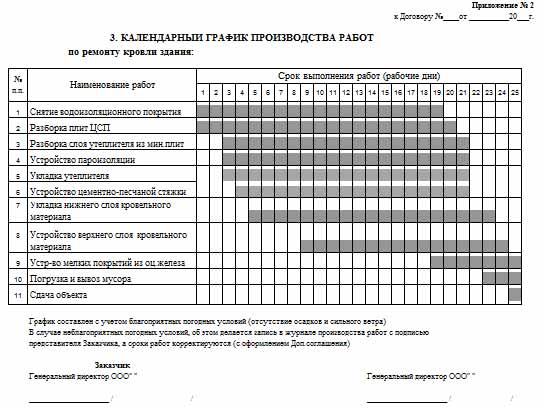 Приложение № 2
к Договору №____от __________20___г.
3. КАЛЕНДАРНЫЙ ГРАФИК ПРОИЗВОДСТВА РАБОТ
по ремонту кровли здания:
№ п.п. Наименование работ Срок выполнения работ (рабочие дни)
1 2 3 4 5 6 7 8 9 10 11 12 13 14 15 16 17 18 19 20 21 22 23 24 25
1 Снятие водоизоляционного покрытия
2 Разборка плит ЦСП
3 Разборка слоя утеплителя из мин.плит
4 Устройство пароизоляции
5 Укладка утеплителя
6 Устройство цементно-песчаной стяжки
7 Укладка нижнего слоя кровельного
материала
8 Устройство верхнего слоя кровельного
материала
9 Устр-во мелких покрытий из оц.железа
10 Погрузка и вывоз мусора
11 Сдача объекта
График составлен с учетом благоприятных погодных условий (отсутствие осадков и сильного ветра)
В случае неблагоприятных погодных условий, об этом делается запись в журнале производства работ с подписью
представителя Заказчика, а сроки работ корректируются (с оформлением Доп.соглашения)
Заказчик
Генеральный директор ООО" " Генеральный директор ООО" "
____________________ / / ____________________ / /